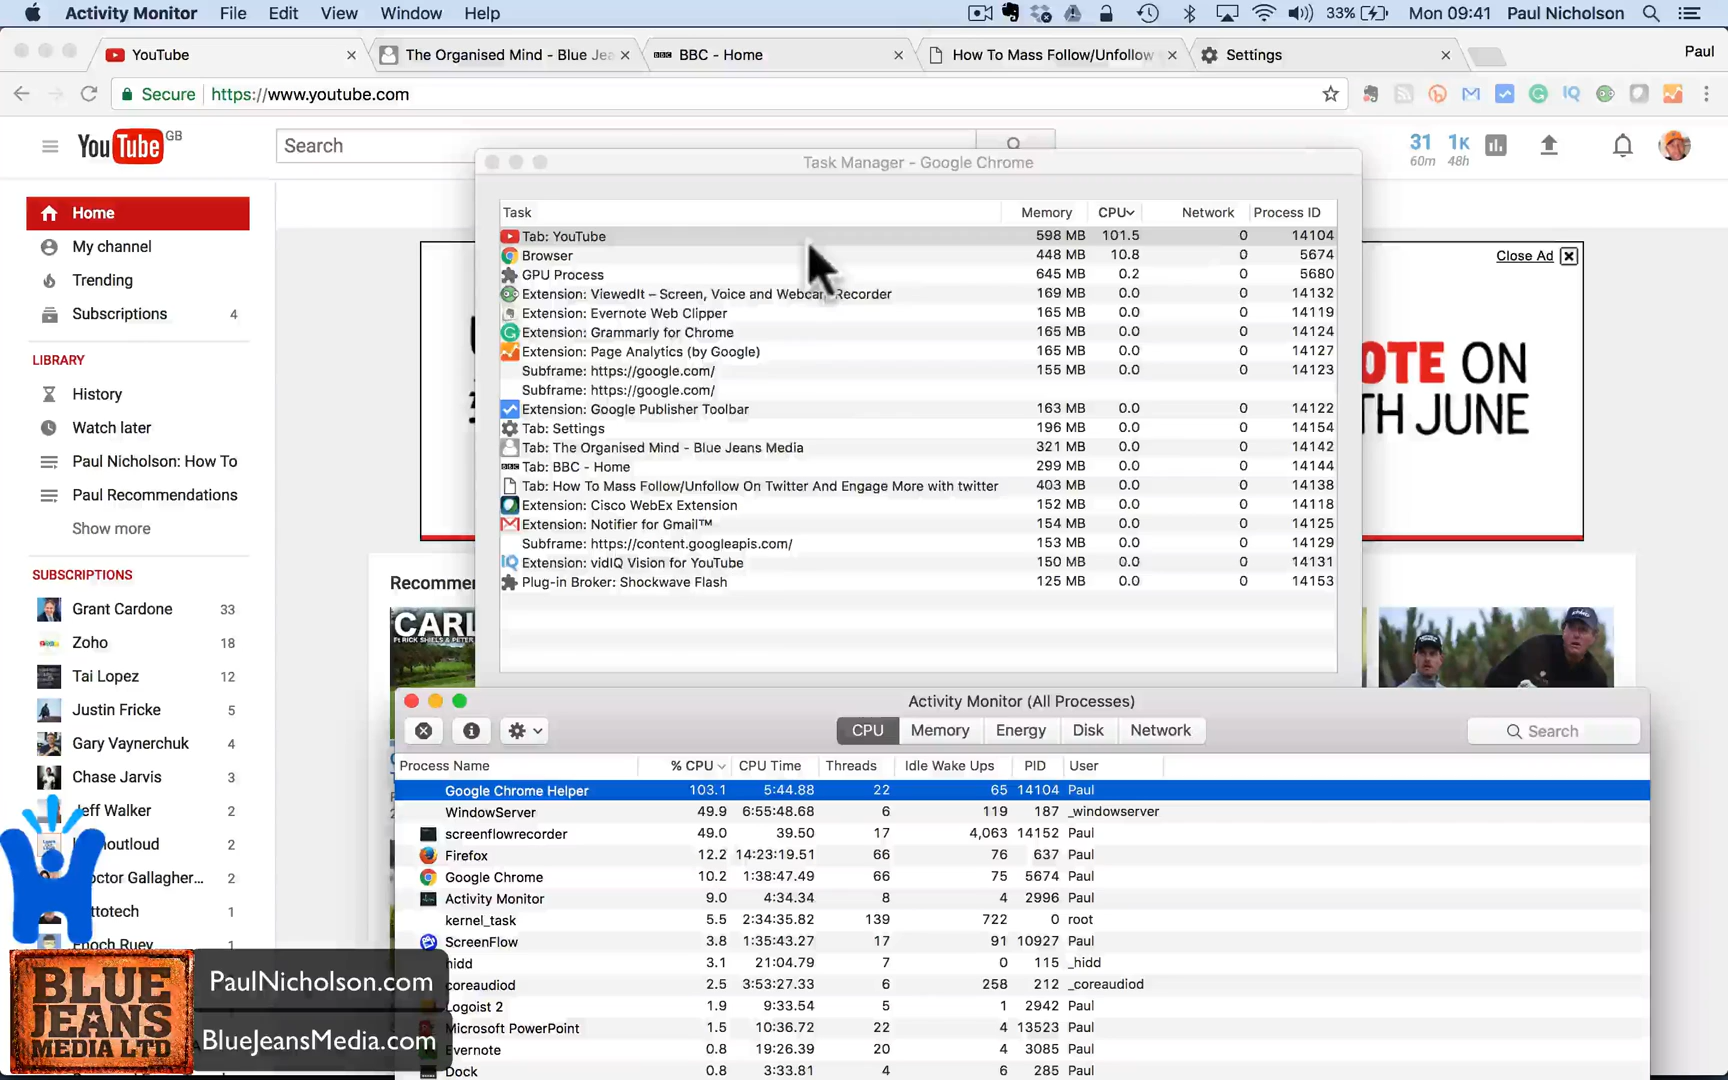 Activity Monitor File Edit View Window Help 33% Mon 09:41 Paul Nicholson
YouTube The Organised Mind - Blue Jea BBC - Home How To Mass Follow/Unfollow Settings Paul
Secure https://www.youtube.com
YouTube GB Search 31 60m 1K 48h
Task Manager - Google Chrome
Home
My channel
Trending
Subscriptions 4
LIBRARY
History
Watch later
Paul Nicholson: How To
Paul Recommendations
Show more
SUBSCRIPTIONS
Grant Cardone 33
Zoho 18
Tai Lopez 12
Justin Fricke 5
Gary Vaynerchuk 4
Chase Jarvis 3
Jeff Walker 2
outloud 2
octor Gallagher... 2
ttotech 1
Enoch Ruey 1
Task Memory CPU Network Process ID
Tab: YouTube 598 MB 101.5 0 14104
Browser 448 MB 10.8 0 5674
GPU Process 645 MB 0.2 0 5680
Extension: ViewedIt – Screen, Voice and Webcam Recorder 169 MB 0.0 0 14132
Extension: Evernote Web Clipper 165 MB 0.0 0 14119
Extension: Grammarly for Chrome 165 MB 0.0 0 14124
Extension: Page Analytics (by Google) 165 MB 0.0 0 14127
Subframe: https://google.com/ 155 MB 0.0 0 14123
Subframe: https://google.com/
Extension: Google Publisher Toolbar 163 MB 0.0 0 14122
Tab: Settings 196 MB 0.0 0 14154
Tab: The Organised Mind - Blue Jeans Media 321 MB 0.0 0 14142
Tab: BBC - Home 299 MB 0.0 0 14144
Tab: How To Mass Follow/Unfollow On Twitter And Engage More with twitter 403 MB 0.0 0 14138
Extension: Cisco WebEx Extension 152 MB 0.0 0 14118
Extension: Notifier for Gmail™ 154 MB 0.0 0 14125
Subframe: https://content.googleapis.com/ 153 MB 0.0 0 14129
Extension: vidIQ Vision for YouTube 150 MB 0.0 0 14131
Plug-in Broker: Shockwave Flash 125 MB 0.0 0 14153
Close Ad
OTE ON
TH JUNE
Recommen
CARL
Ft RICK SHIELS & PETER
Activity Monitor (All Processes)
CPU Memory Energy Disk Network Search
Process Name % CPU CPU Time Threads Idle Wake Ups PID User
Google Chrome Helper 103.1 5:44.88 22 65 14104 Paul
WindowServer 49.9 6:55:48.68 6 119 187 _windowserver
screenflowrecorder 49.0 39.50 17 4,063 14152 Paul
Firefox 12.2 14:23:19.51 66 76 637 Paul
Google Chrome 10.2 1:38:47.49 66 75 5674 Paul
Activity Monitor 9.0 4:34.34 8 4 2996 Paul
kernel_task 5.5 2:34:35.82 139 722 0 root
ScreenFlow 3.8 1:35:43.27 17 91 10927 Paul
hidd 3.1 21:04.79 7 0 115 _hidd
coreaudiod 2.5 3:53:27.33 6 258 212 _coreaudiod
Logoist 2 1.9 9:33.54 5 1 2942 Paul
Microsoft PowerPoint 1.5 10:36.72 22 4 13523 Paul
Evernote 0.8 19:26.39 20 4 3085 Paul
Dock 0.8 3:33.81 4 6 285 Paul
BLUE
JEANS
MEDIA LTD
PaulNicholson.com
BlueJeansMedia.com